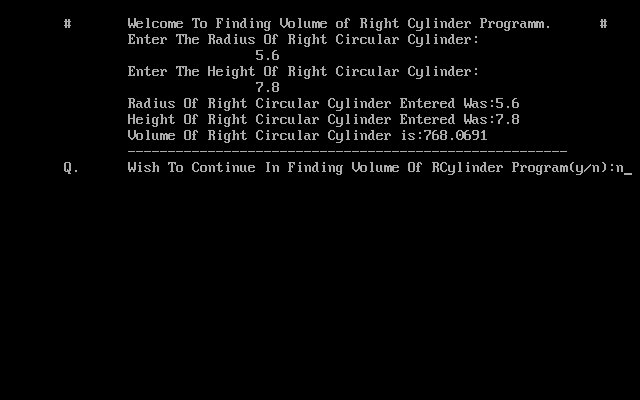 # Welcome To Finding Volume of Right Cylinder Programm. #
Enter The Radius Of Right Circular Cylinder:
5.6
Enter The Height Of Right Circular Cylinder:
7.8
Radius Of Right Circular Cylinder Entered Was:5.6
Height Of Right Circular Cylinder Entered Was:7.8
Volume Of Right Circular Cylinder is:768.0691
-------------------------------------------------------
Q. Wish To Continue In Finding Volume Of RCylinder Program(y/n):n_